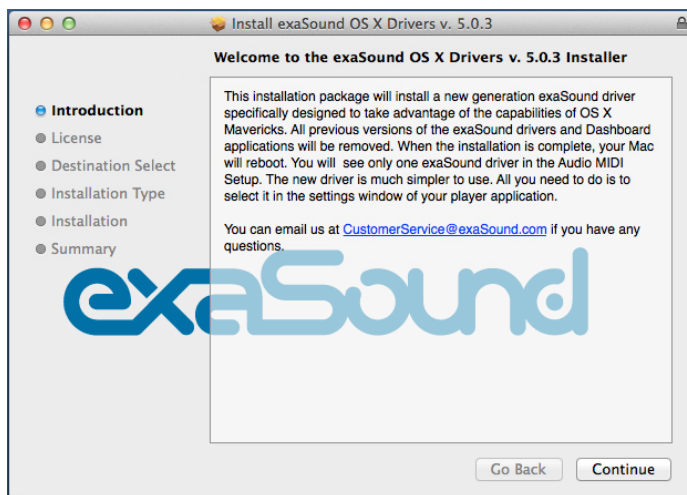 Install exaSound OS X Drivers v. 5.0.3
Welcome to the exaSound OS X Drivers v. 5.0.3 Installer
Introduction
License
Destination Select
Installation Type
Installation
Summary
This installation package will install a new generation exaSound driver
specifically designed to take advantage of the capabilities of OS X
Mavericks. All previous versions of the exaSound drivers and Dashboard
applications will be removed. When the installation is complete, your Mac
will reboot. You will see only one exaSound driver in the Audio MIDI
Setup. The new driver is much simpler to use. All you need to do is to
select it in the settings window of your player application.
You can email us at CustomerService@exaSound.com if you have any
questions.
exaSound
Go Back
Continue